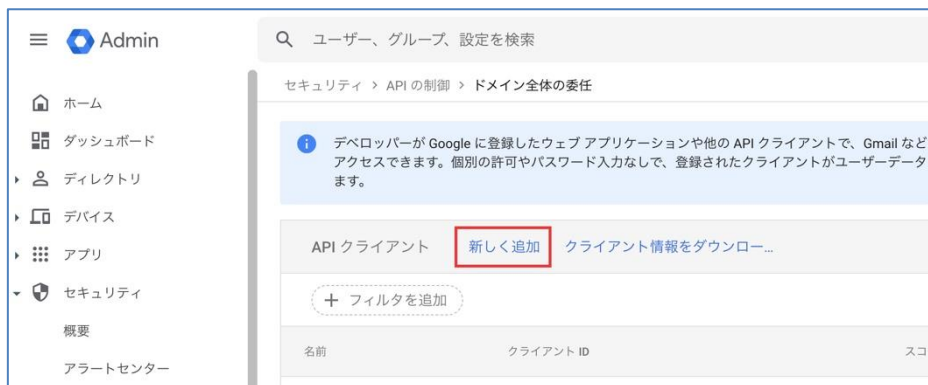 Admin
ユーザー、グループ、設定を検索
セキュリティ > API の制御 > ドメイン全体の委任
ホーム
ダッシュボード
ディレクトリ
デバイス
アプリ
セキュリティ
概要
アラートセンター
デベロッパーが Google に登録したウェブ アプリケーションや他の API クライアントで、Gmail など
アクセスできます。個別の許可やパスワード入力なしで、登録されたクライアントがユーザーデータ
ます。
API クライアント 新しく追加 クライアント情報をダウンロー...
+ フィルタを追加
名前 クライアント ID スコ